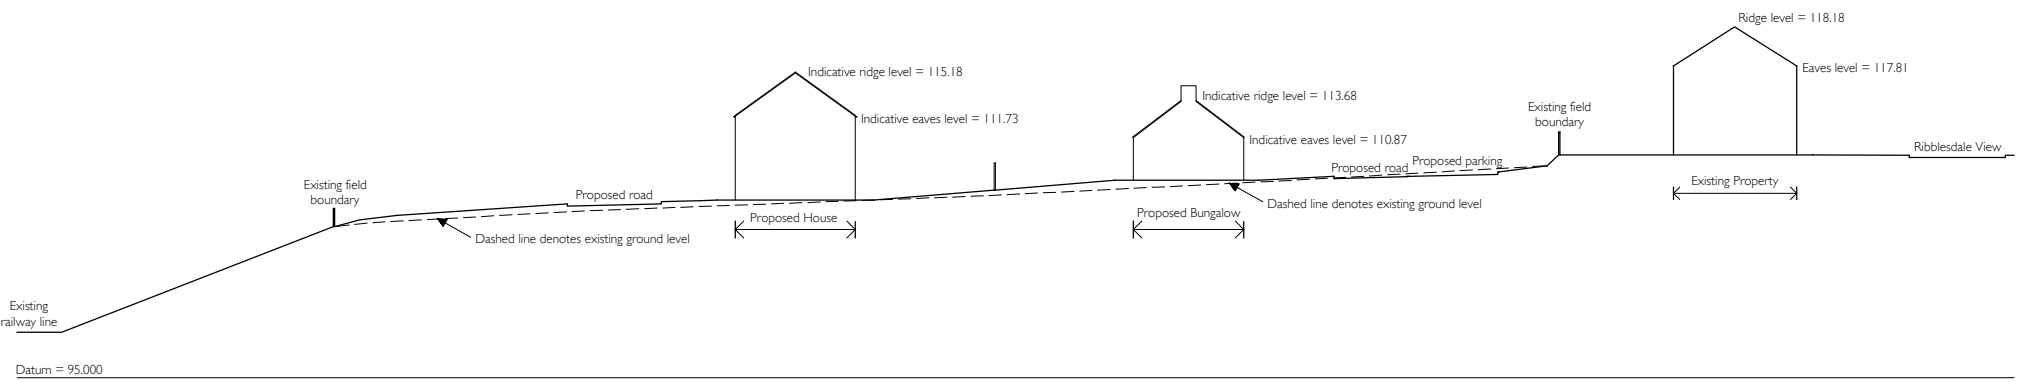 Ridge level = 118.18
Indicative ridge level = 115.18
Eaves level = 117.81
Indicative ridge level = 113.68
Existing field
boundary
Indicative eaves level = 111.73
Indicative eaves level = 110.87
Ribblesdale View
Proposed parking
Proposed road
Existing Property
Existing field
boundary
Proposed road
Dashed line denotes existing ground level
Proposed Bungalow
Proposed House
Dashed line denotes existing ground level
Existing
railway line
Datum = 95.000